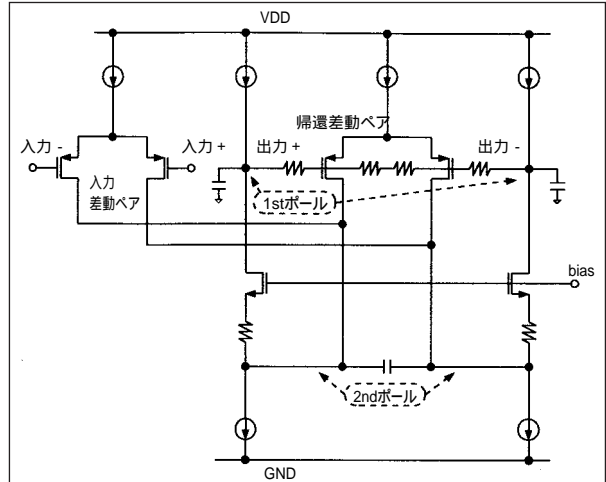 VDD
帰還差動ペア
入力 -
入力 +
出力 +
出力 -
入力
差動ペア
1stポール
bias
2ndポール
GND